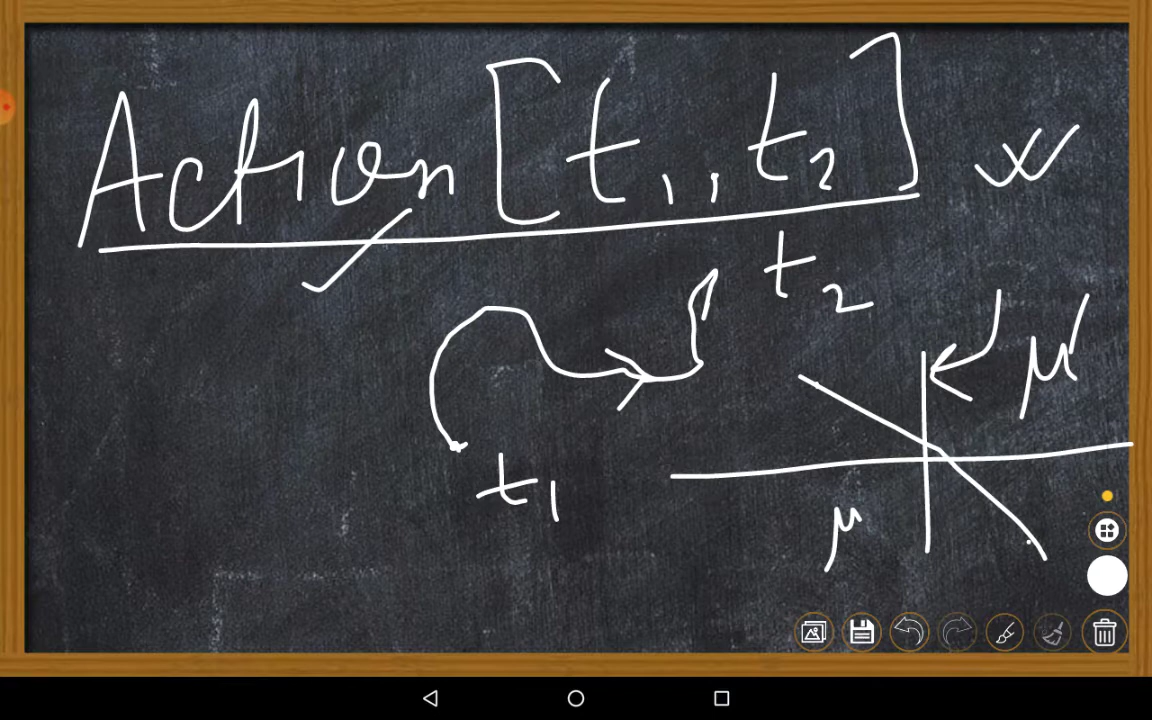 Action [t₁, t₂]
t₂
μ'
t₁
μ